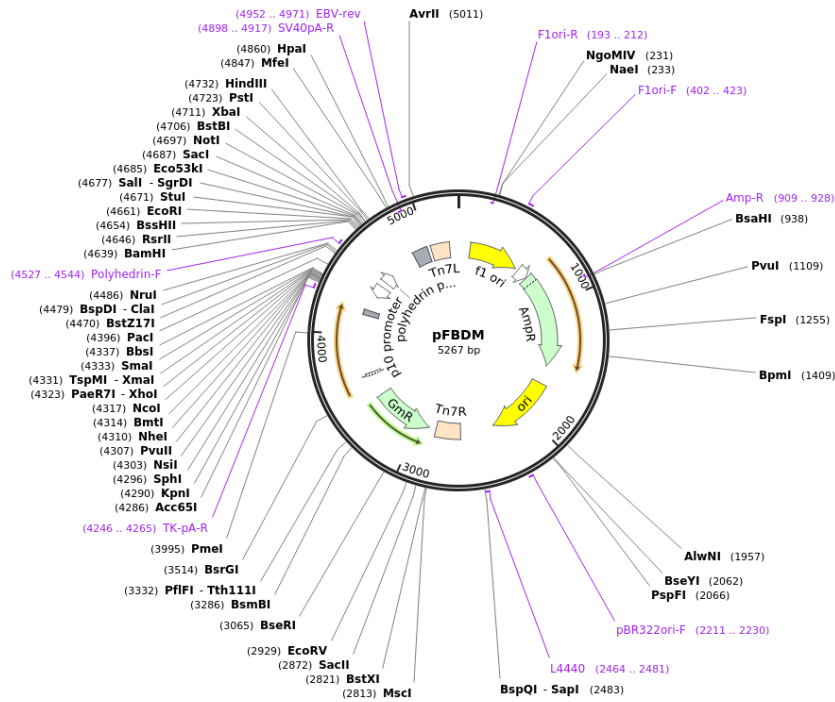 (4952 .. 4971) EBV-rev
(4898 .. 4917) SV40pA-R
(4860) HpaI
(4847) MfeI
(4732) HindIII
(4723) PstI
(4711) XbaI
(4706) BstBI
(4697) NotI
(4687) SacI
(4685) Eco53kI
(4677) SalI - SgrDI
(4671) StuI
(4661) EcoRI
(4654) BssHII
(4646) RsrII
(4639) BamHI
(4527 .. 4544) Polyhedrin-F
(4486) NruI
(4479) BspDI - ClaI
(4470) BstZ17I
(4396) PacI
(4337) BbsI
(4333) SmaI
(4331) TspMI - XmaI
(4323) PaeR7I - XhoI
(4317) NcoI
(4314) BmtI
(4310) NheI
(4307) PvuII
(4303) NsiI
(4296) SphI
(4290) KpnI
(4286) Acc65I
(4246 .. 4265) TK-pA-R
(3995) PmeI
(3514) BsrGI
(3332) PflFI - Tth111I
(3286) BsmBI
(3065) BseRI
(2929) EcoRV
(2872) SacII
(2821) BstXI
(2813) MscI
AvrII (5011)
F1ori-R (193 .. 212)
NgoMIV (231)
NaeI (233)
F1ori-F (402 .. 423)
Amp-R (909 .. 928)
BsaHI (938)
PvuI (1109)
FspI (1255)
BpmI (1409)
AlwNI (1957)
BseYI (2062)
PspFI (2066)
pBR322ori-F (2211 .. 2230)
L4440 (2464 .. 2481)
BspQI - SapI (2483)
5000
1000
2000
3000
4000
Tn7L
f1 ori
AmpR
ori
Tn7R
GmR
p10 promoter
polyhedrin p...
pFBDM
5267 bp